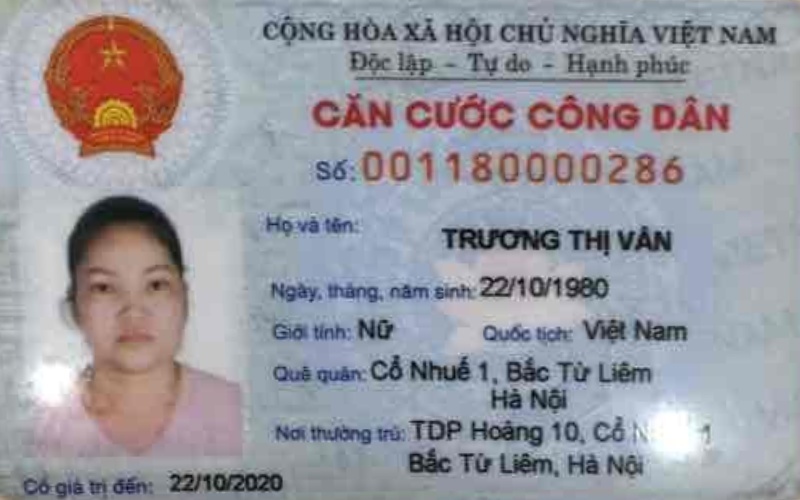 CỘNG HÒA XÃ HỘI CHỦ NGHĨA VIỆT NAM
Độc lập - Tự do - Hạnh phúc
CĂN CƯỚC CÔNG DÂN
Số: 001180000286
Họ và tên: TRƯƠNG THỊ VÂN
Ngày, tháng, năm sinh: 22/10/1980
Giới tính: Nữ Quốc tịch: Việt Nam
Quê quán: Cổ Nhuế 1, Bắc Từ Liêm
Hà Nội
Nơi thường trú: TDP Hoàng 10, Cổ 1
Bắc Từ Liêm, Hà Nội
Có giá trị đến: 22/10/2020